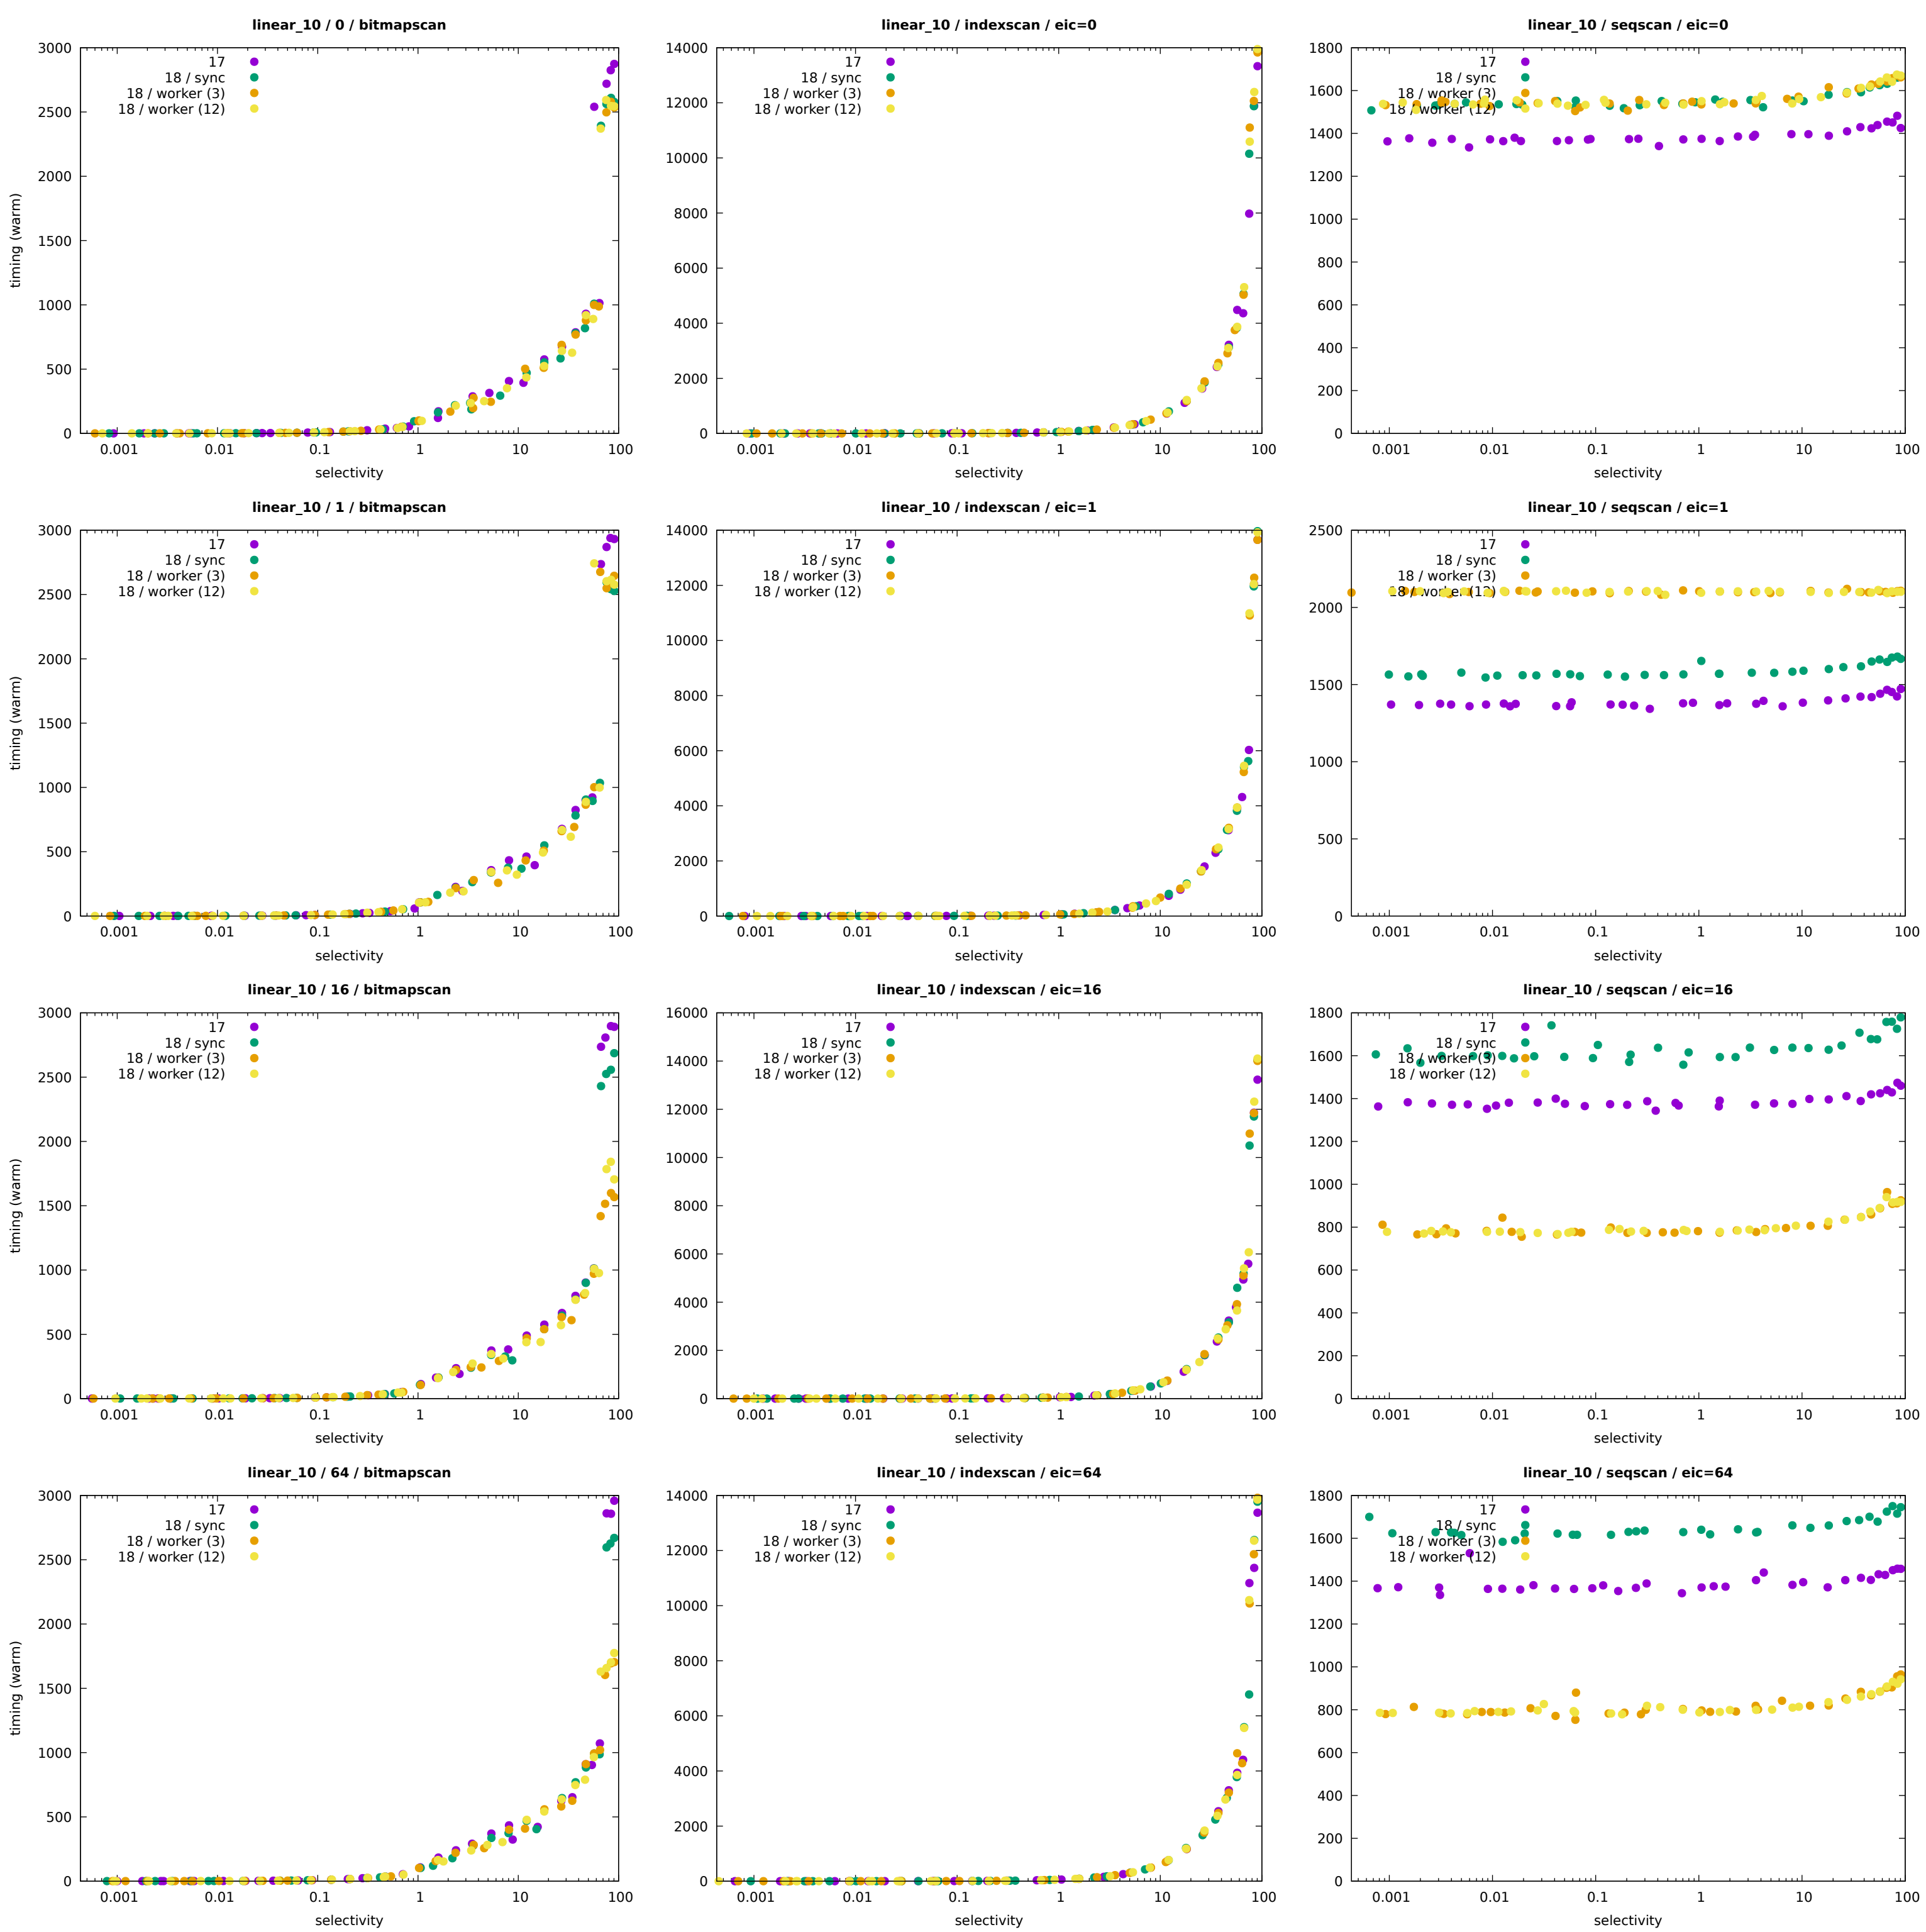 linear_10 / 0 / bitmapscan
3000
2500
2000
1500
1000
500
0
timing (warm)
17
18 / sync
18 / worker (3)
18 / worker (12)
0.001 0.01 0.1 1 10 100
selectivity
linear_10 / indexscan / eic=0
14000
12000
10000
8000
6000
4000
2000
0
17
18 / sync
18 / worker (3)
18 / worker (12)
0.001 0.01 0.1 1 10 100
selectivity
linear_10 / seqscan / eic=0
1800
1600
1400
1200
1000
800
600
400
200
0
17
18 / sync
18 / worker (3)
18 / worker (12)
0.001 0.01 0.1 1 10 100
selectivity
linear_10 / 1 / bitmapscan
3000
2500
2000
1500
1000
500
0
timing (warm)
17
18 / sync
18 / worker (3)
18 / worker (12)
0.001 0.01 0.1 1 10 100
selectivity
linear_10 / indexscan / eic=1
14000
12000
10000
8000
6000
4000
2000
0
17
18 / sync
18 / worker (3)
18 / worker (12)
0.001 0.01 0.1 1 10 100
selectivity
linear_10 / seqscan / eic=1
2500
2000
1500
1000
500
0
17
18 / sync
18 / worker (3)
18 / worker (12)
0.001 0.01 0.1 1 10 100
selectivity
linear_10 / 16 / bitmapscan
3000
2500
2000
1500
1000
500
0
timing (warm)
17
18 / sync
18 / worker (3)
18 / worker (12)
0.001 0.01 0.1 1 10 100
selectivity
linear_10 / indexscan / eic=16
16000
14000
12000
10000
8000
6000
4000
2000
0
17
18 / sync
18 / worker (3)
18 / worker (12)
0.001 0.01 0.1 1 10 100
selectivity
linear_10 / seqscan / eic=16
1800
1600
1400
1200
1000
800
600
400
200
0
17
18 / sync
18 / worker (3)
18 / worker (12)
0.001 0.01 0.1 1 10 100
selectivity
linear_10 / 64 / bitmapscan
3000
2500
2000
1500
1000
500
0
timing (warm)
17
18 / sync
18 / worker (3)
18 / worker (12)
0.001 0.01 0.1 1 10 100
selectivity
linear_10 / indexscan / eic=64
14000
12000
10000
8000
6000
4000
2000
0
17
18 / sync
18 / worker (3)
18 / worker (12)
0.001 0.01 0.1 1 10 100
selectivity
linear_10 / seqscan / eic=64
1800
1600
1400
1200
1000
800
600
400
200
0
17
18 / sync
18 / worker (3)
18 / worker (12)
0.001 0.01 0.1 1 10 100
selectivity